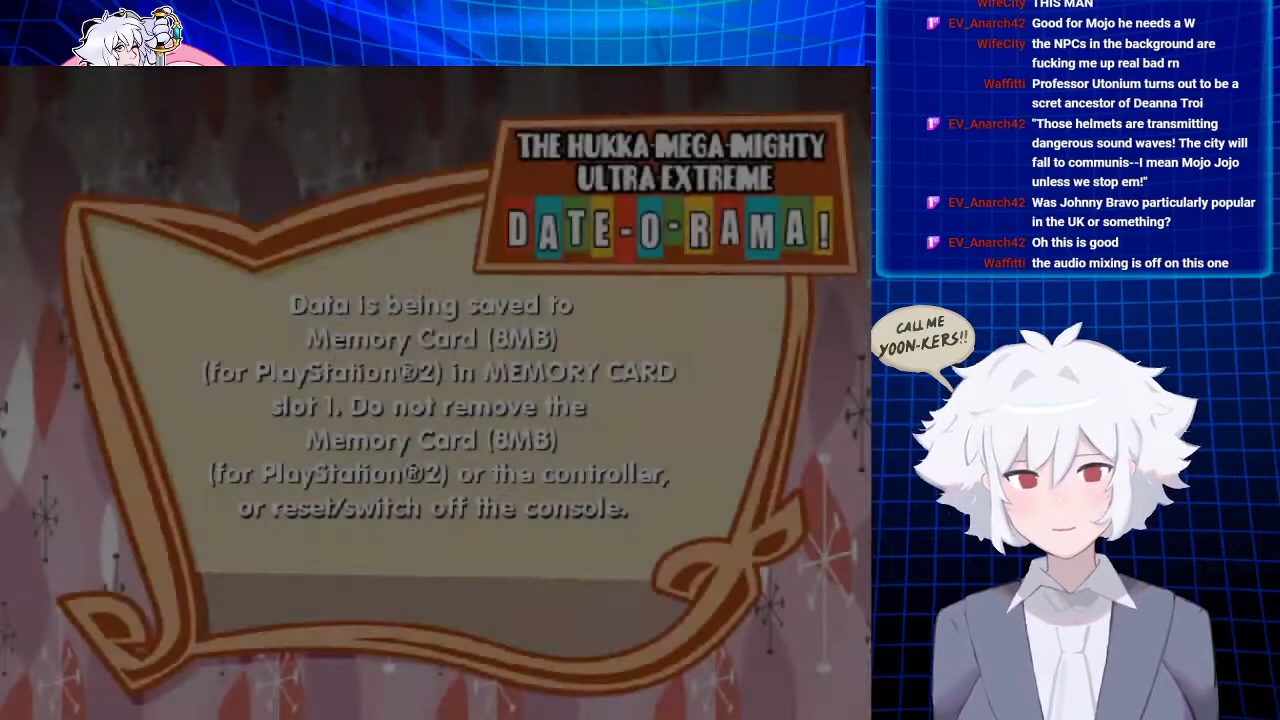 THE HUKKA-MEGA-MIGHTY
ULTRA EXTREME
DATE-O-RAMA!
Data is being saved to
Memory Card (8MB)
(for PlayStation®2) in MEMORY CARD
slot 1. Do not remove the
Memory Card (8MB)
(for PlayStation®2) or the controller,
or reset/switch off the console.
WifeCity THIS MAN
EV_Anarch42 Good for Mojo he needs a W
WifeCity the NPCs in the background are
fucking me up real bad rn
Waffitti Professor Utonium turns out to be a
scret ancestor of Deanna Troi
EV_Anarch42 "Those helmets are transmitting
dangerous sound waves! The city will
fall to communis--I mean Mojo Jojo
unless we stop em!"
EV_Anarch42 Was Johnny Bravo particularly popular
in the UK or something?
EV_Anarch42 Oh this is good
Waffitti the audio mixing is off on this one
CALL ME
YOON-KERS!!